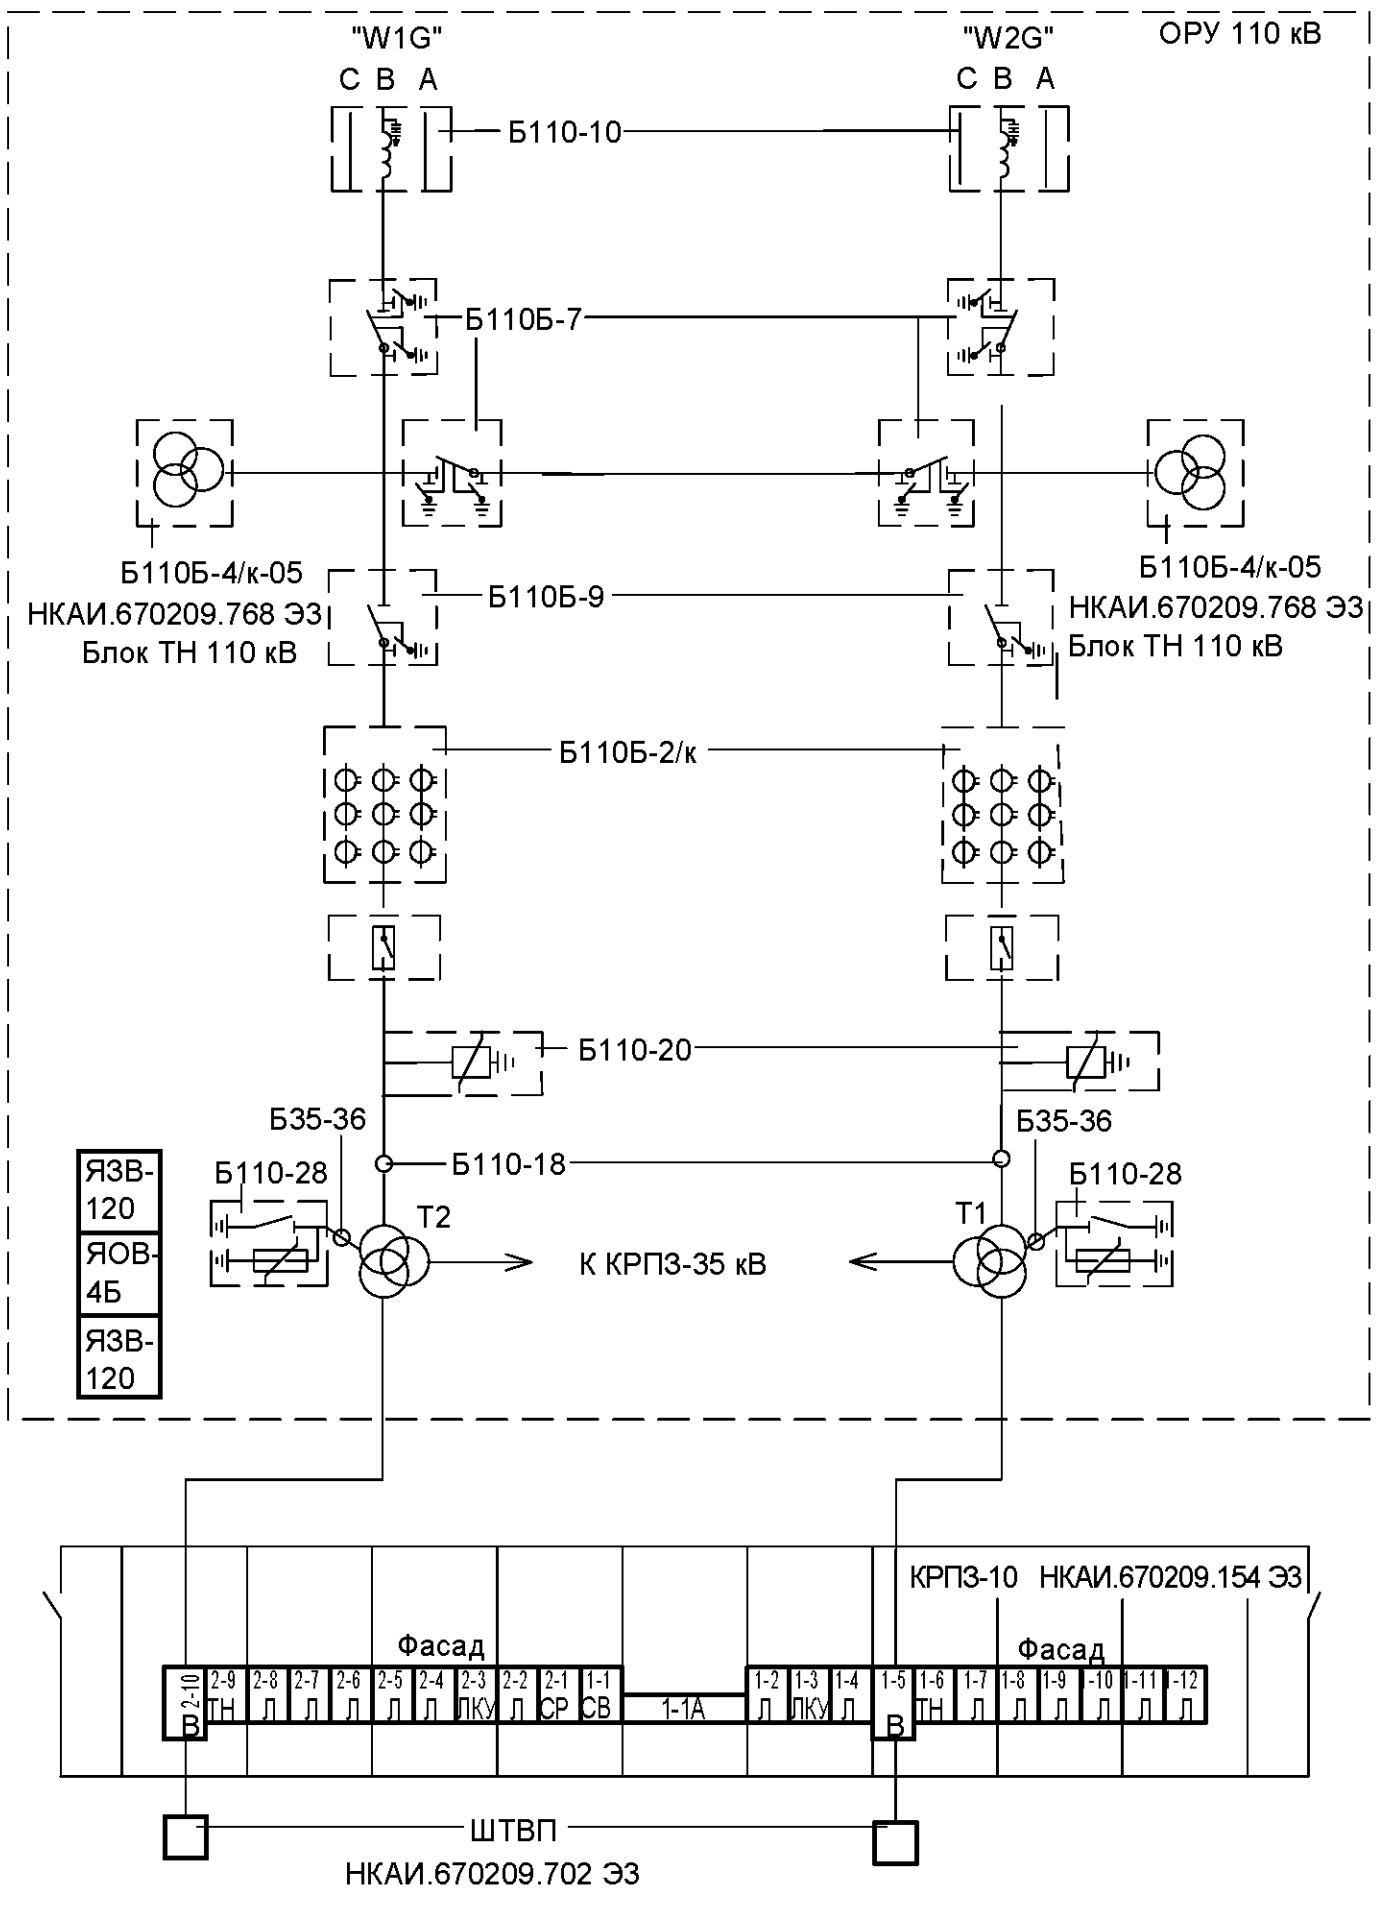 "W1G" "W2G" ОРУ 110 кВ
С В А С В А
Б110-10
Б110Б-7
Б110Б-4/к-05
НКАИ.670209.768 ЭЗ
Блок ТН 110 кВ
Б110Б-9
Б110Б-4/к-05
НКАИ.670209.768 ЭЗ
Блок ТН 110 кВ
Б110Б-2/к
Б110-20
Б35-36 Б35-36
Б110-28 Б110-18 Б110-28
Т2 Т1
К КРПЗ-35 кВ
ЯЗВ-
120
ЯОВ-
4Б
ЯЗВ-
120
КРПЗ-10 НКАИ.670209.154 ЭЗ
Фасад Фасад
2-10 2-9 2-8 2-7 2-6 2-5 2-4 2-3 2-2 2-1 1-1 1-2 1-3 1-4 1-5 1-6 1-7 1-8 1-9 1-10 1-11 1-12
В ТН Л Л Л Л Л ЛКУ Л СР СВ 1-1А Л ЛКУ Л В ТН Л Л Л Л Л Л
ШТВП
НКАИ.670209.702 ЭЗ